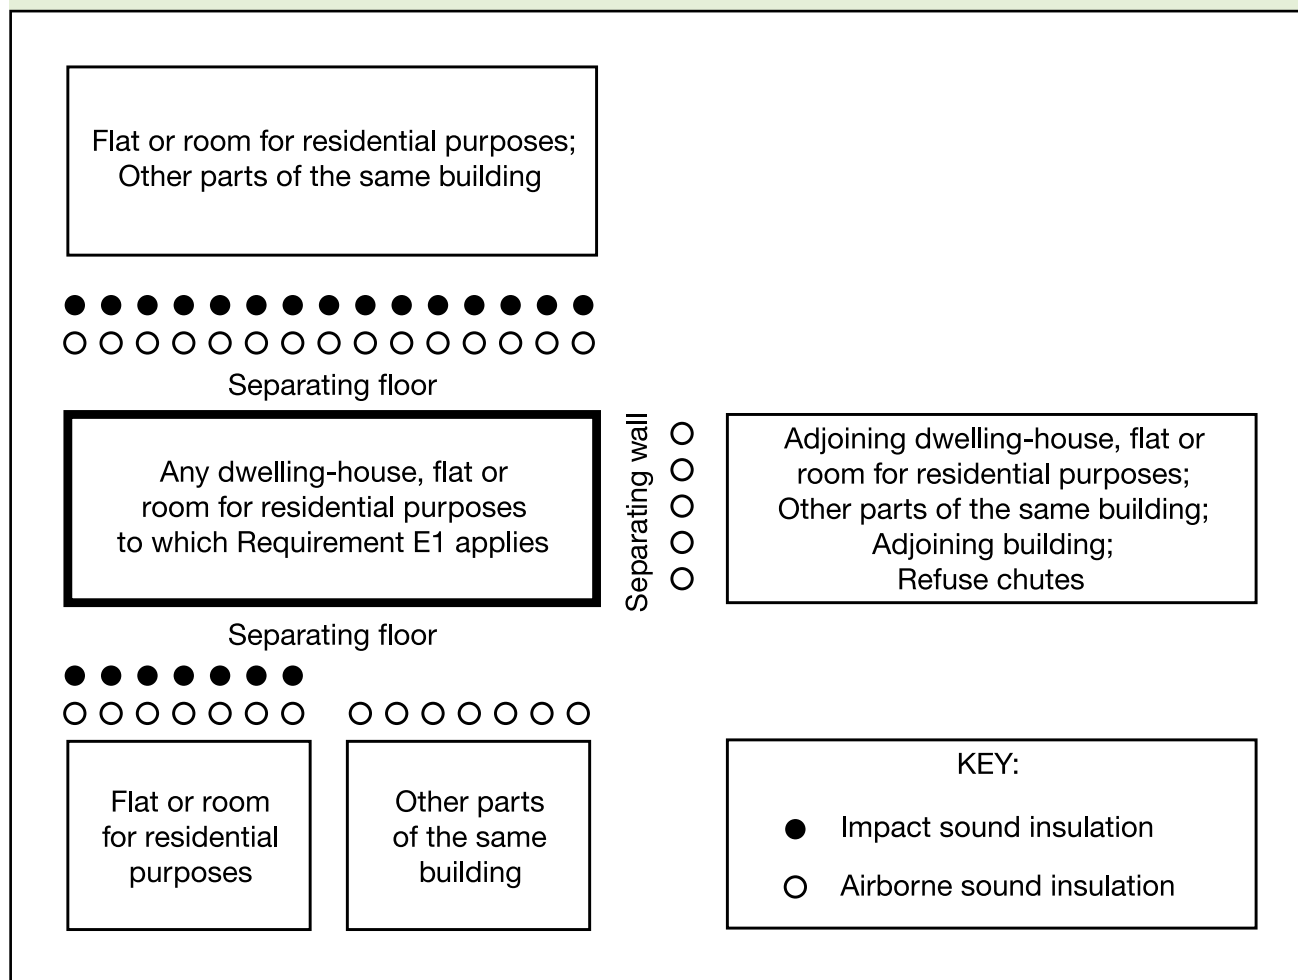 Flat or room for residential purposes;
Other parts of the same building
Separating floor
Any dwelling-house, flat or
room for residential purposes
to which Requirement E1 applies
Separating wall
Adjoining dwelling-house, flat or
room for residential purposes;
Other parts of the same building;
Adjoining building;
Refuse chutes
Separating floor
Flat or room
for residential
purposes
Other parts
of the same
building
KEY:
Impact sound insulation
Airborne sound insulation